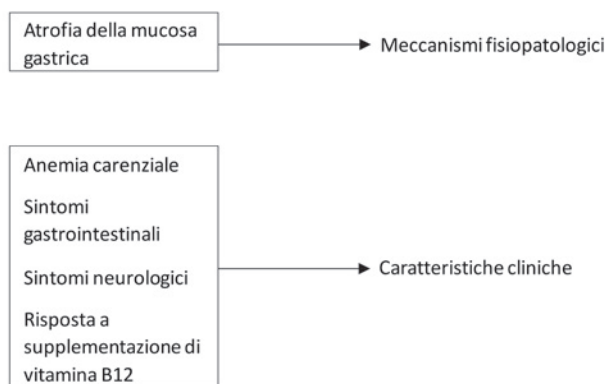 Atrofia della mucosa
gastrica
Meccanismi fisiopatologici
Anemia carenziale
Sintomi
gastrointestinali
Sintomi neurologici
Caratteristiche cliniche
Risposta a
supplementazione di
vitamina B12